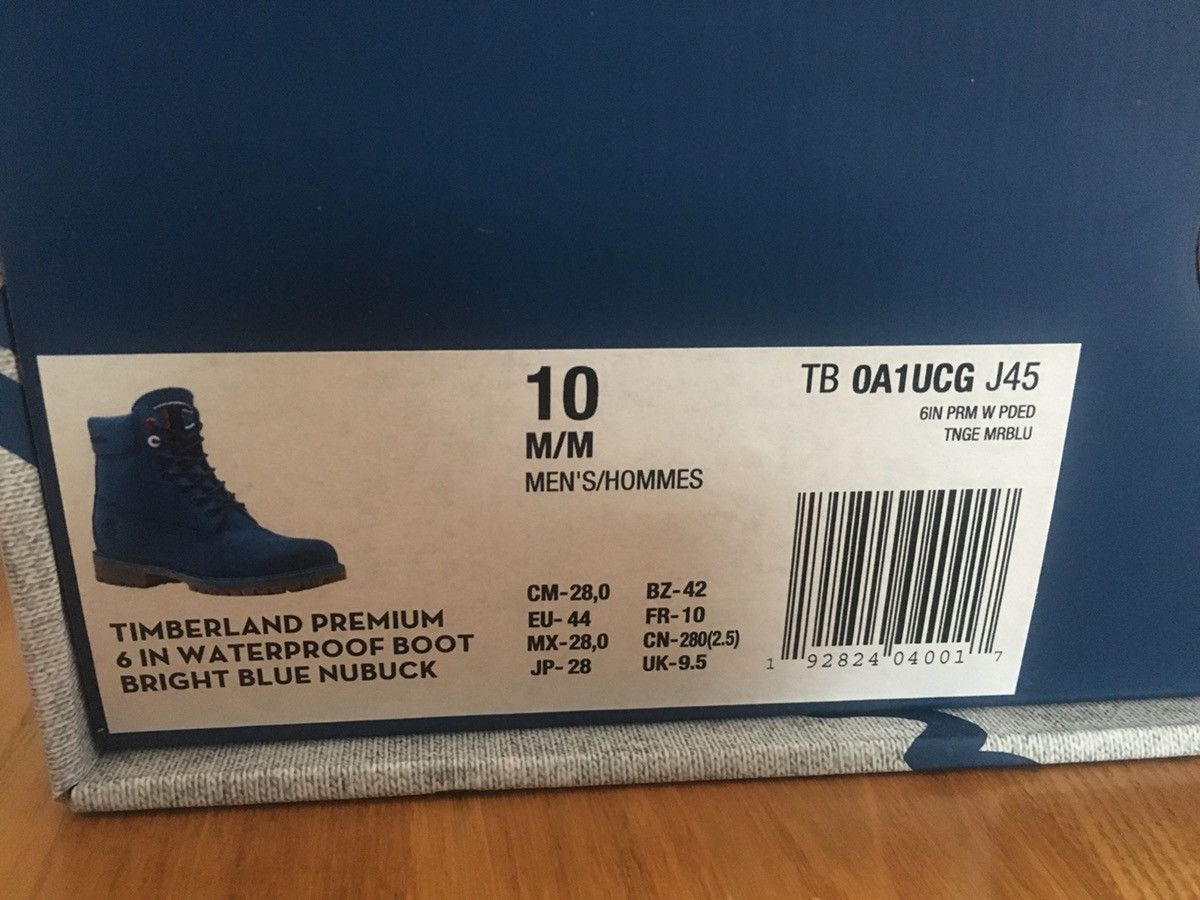 10
M/M
MEN'S/HOMMES
TB 0A1UCG J45
6IN PRM W PDED
TNGE MRBLU
CM-28,0 BZ-42
EU- 44 FR-10
MX-28,0 CN-280(2.5)
JP- 28 UK-9.5
TIMBERLAND PREMIUM
6 IN WATERPROOF BOOT
BRIGHT BLUE NUBUCK
1 92824 04001 7